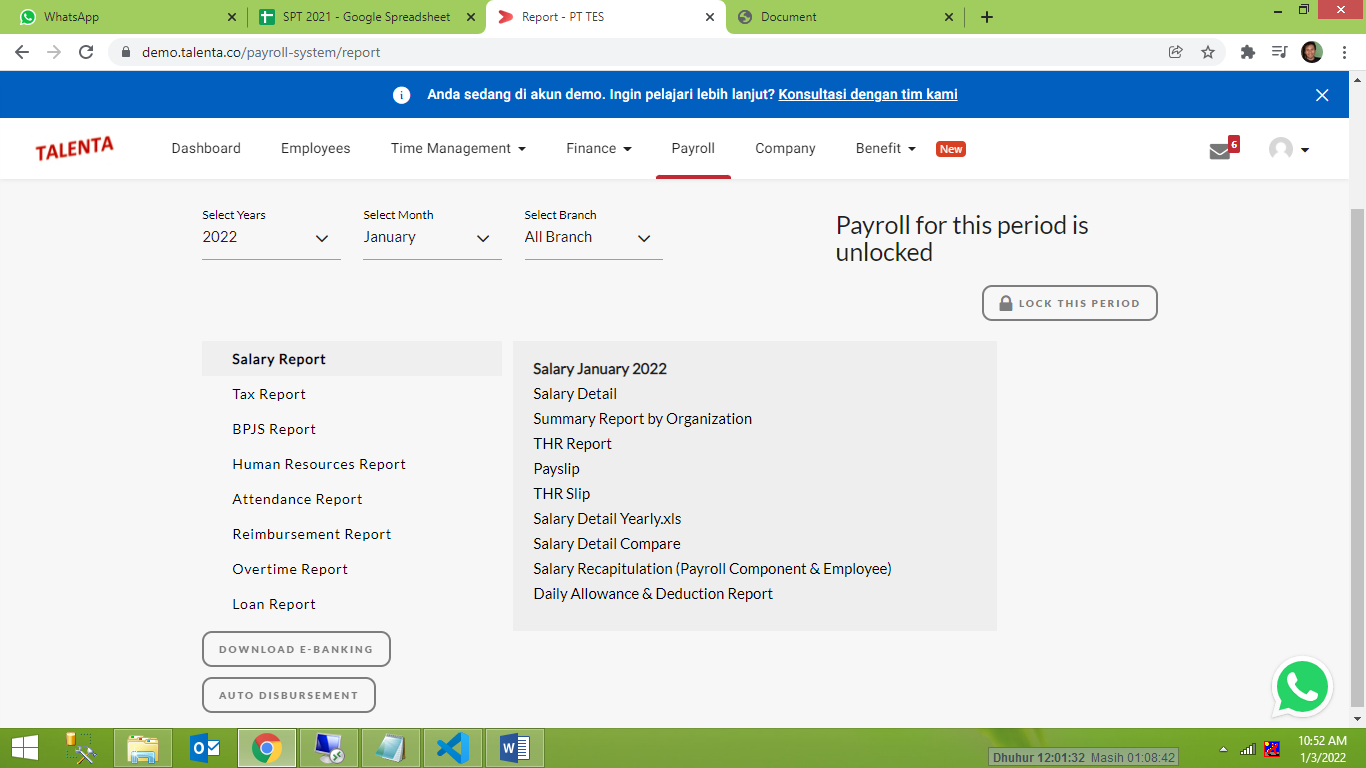 WhatsApp
SPT 2021 - Google Spreadsheet
Report - PT TES
Document
demo.talenta.co/payroll-system/report
Anda sedang di akun demo. Ingin pelajari lebih lanjut? Konsultasi dengan tim kami
TALENTA
Dashboard
Employees
Time Management
Finance
Payroll
Company
Benefit
New
6
Select Years
2022
Select Month
January
Select Branch
All Branch
Payroll for this period is
unlocked
LOCK THIS PERIOD
Salary Report
Tax Report
BPJS Report
Human Resources Report
Attendance Report
Reimbursement Report
Overtime Report
Loan Report
DOWNLOAD E-BANKING
AUTO DISBURSEMENT
Salary January 2022
Salary Detail
Summary Report by Organization
THR Report
Payslip
THR Slip
Salary Detail Yearly.xls
Salary Detail Compare
Salary Recapitulation (Payroll Component & Employee)
Daily Allowance & Deduction Report
Dhuhur 12:01:32 Masih 01:08:42
10:52 AM
1/3/2022